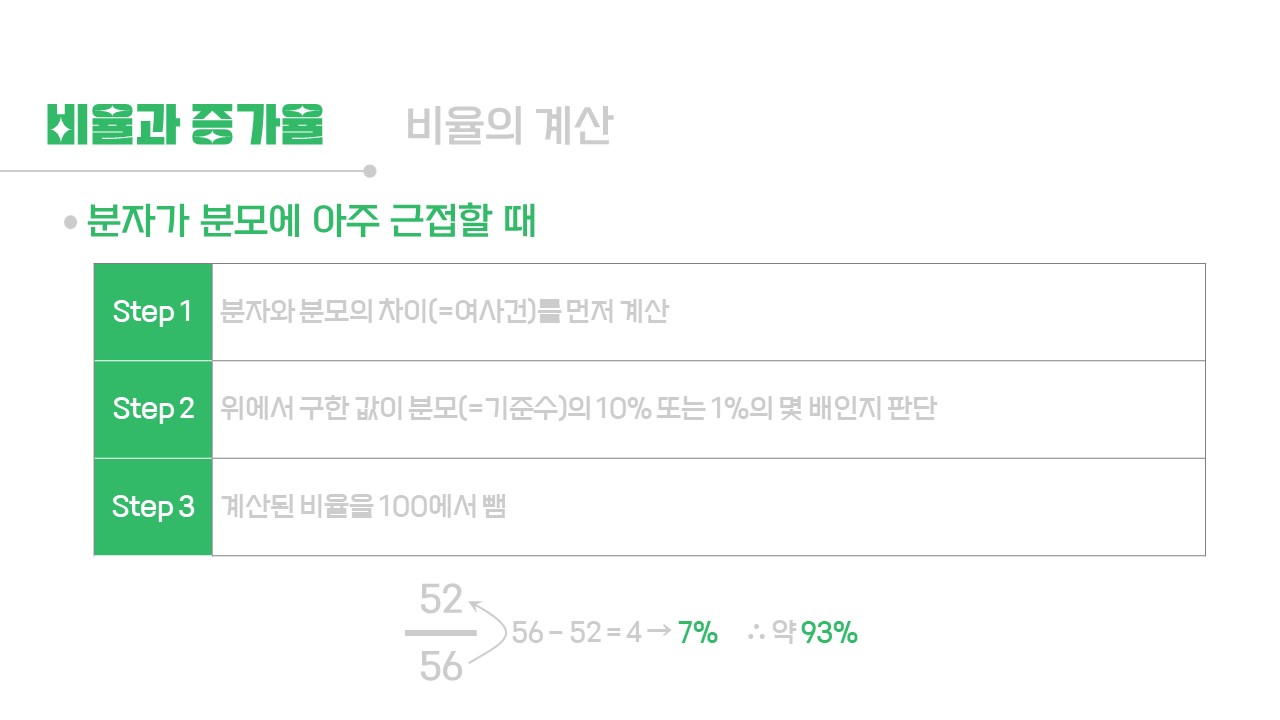 비율과 증가율
비율의 계산
분자가 분모에 아주 근접할 때
Step 1
분자와 분모의 차이(=여사건)를 먼저 계산
Step 2
위에서 구한 값이 분모(=기준수)의 10% 또는 1%의 몇 배인지 판단
Step 3
계산된 비율을 100에서 뺌
52
56
56 – 52 = 4 → 7% ∴ 약 93%